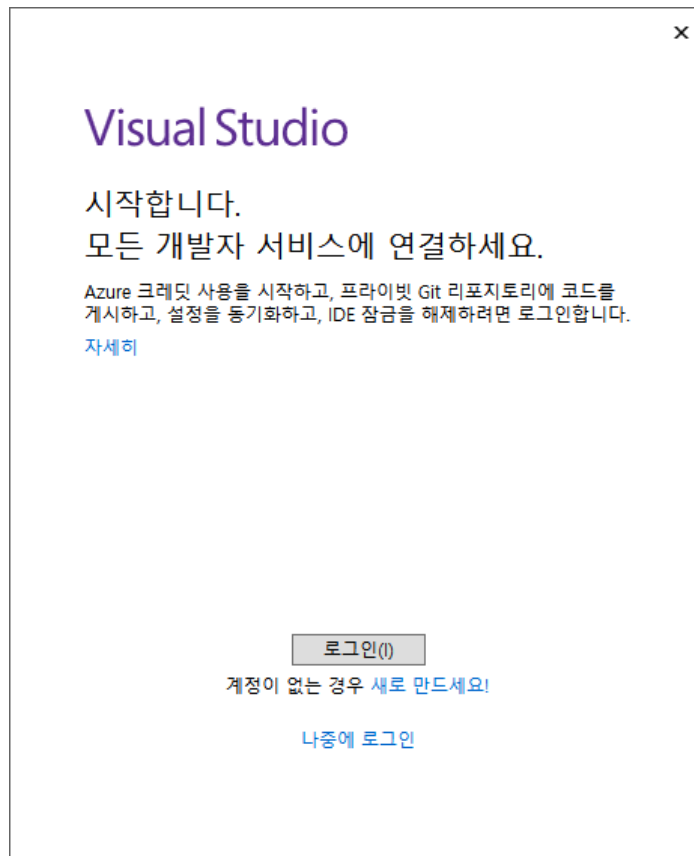 Visual Studio
시작합니다.
모든 개발자 서비스에 연결하세요.
Azure 크레딧 사용을 시작하고, 프라이빗 Git 리포지토리에 코드를
게시하고, 설정을 동기화하고, IDE 잠금을 해제하려면 로그인합니다.
자세히
로그인(I)
계정이 없는 경우 새로 만드세요!
나중에 로그인